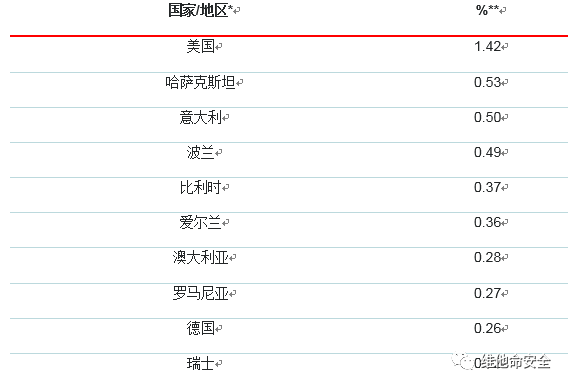 国家/地区* %**
美国 1.42
哈萨克斯坦 0.53
意大利 0.50
波兰 0.49
比利时 0.37
爱尔兰 0.36
澳大利亚 0.28
罗马尼亚 0.27
德国 0.26
瑞士
维他命安全